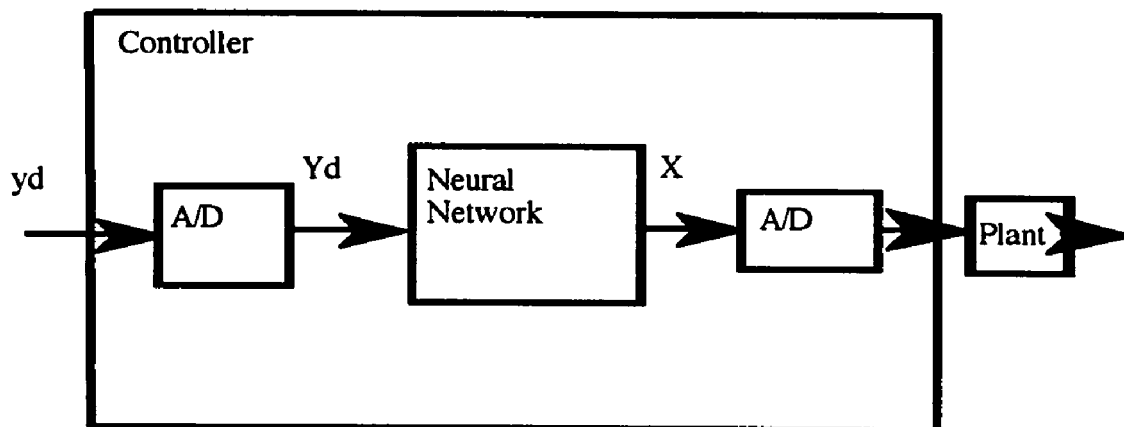 Controller
yd
A/D
Yd
Neural
Network
X
A/D
Plant